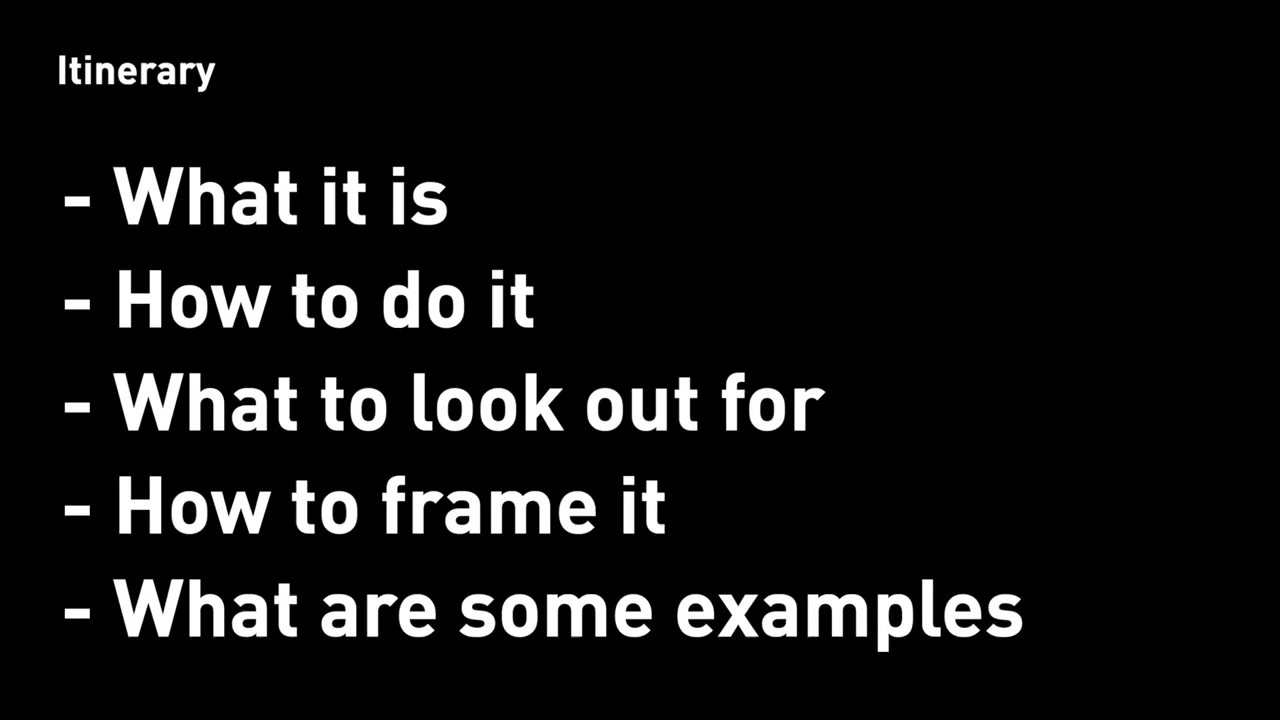 Itinerary
- What it is
- How to do it
- What to look out for
- How to frame it
- What are some examples